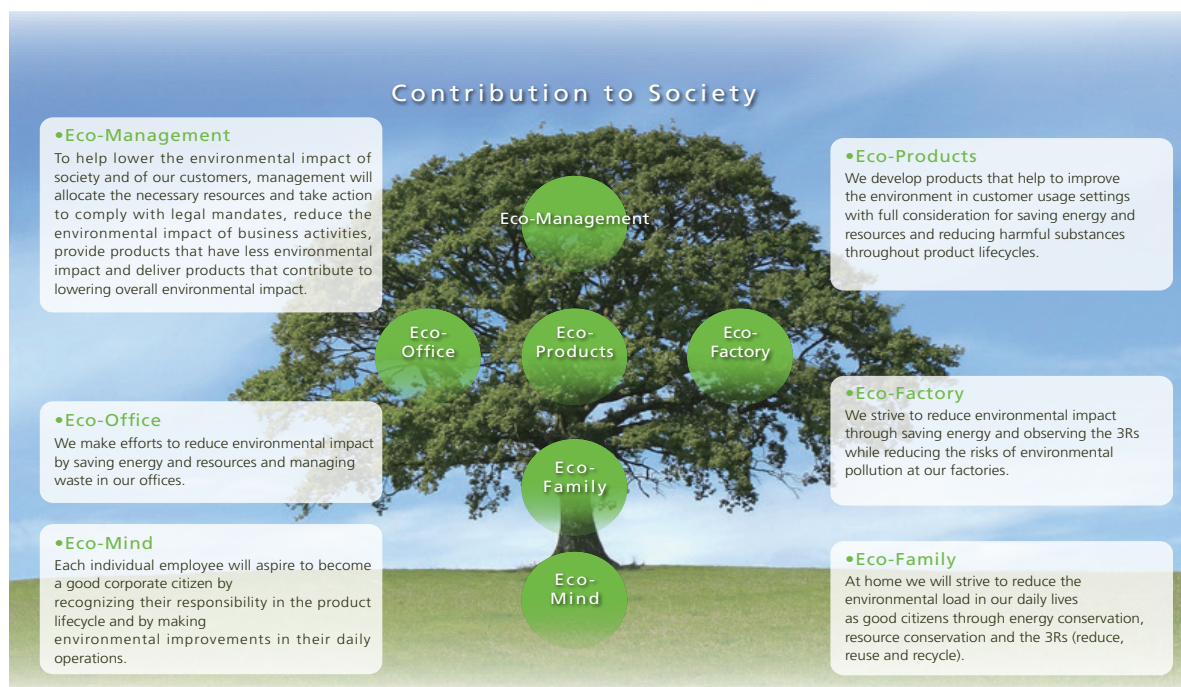 Contribution to Society
•Eco-Management
To help lower the environmental impact of
society and of our customers, management will
allocate the necessary resources and take action
to comply with legal mandates, reduce the
environmental impact of business activities,
provide products that have less environmental
impact and deliver products that contribute to
lowering overall environmental impact.
•Eco-Office
We make efforts to reduce environmental impact
by saving energy and resources and managing
waste in our offices.
•Eco-Mind
Each individual employee will aspire to become
a good corporate citizen by
recognizing their responsibility in the product
lifecycle and by making
environmental improvements in their daily
operations.
Eco-Management
Eco-
Office
Eco-
Products
Eco-
Factory
Eco-
Family
Eco-
Mind
•Eco-Products
We develop products that help to improve
the environment in customer usage settings
with full consideration for saving energy and
resources and reducing harmful substances
throughout product lifecycles.
•Eco-Factory
We strive to reduce environmental impact
through saving energy and observing the 3Rs
while reducing the risks of environmental
pollution at our factories.
•Eco-Family
At home we will strive to reduce the
environmental load in our daily lives
as good citizens through energy conservation,
resource conservation and the 3Rs (reduce,
reuse and recycle).